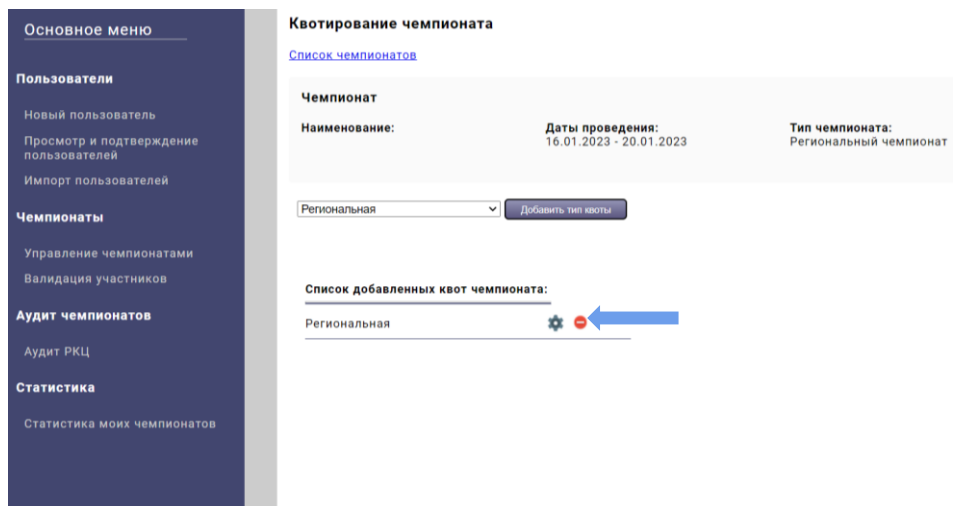 Основное меню
Пользователи
Новый пользователь
Просмотр и подтверждение
пользователей
Импорт пользователей
Чемпионаты
Управление чемпионатами
Валидация участников
Аудит чемпионатов
Аудит РКЦ
Статистика
Статистика моих чемпионатов
Квотирование чемпионата
Список чемпионатов
Чемпионат
Наименование:
Даты проведения:
16.01.2023 - 20.01.2023
Тип чемпионата:
Региональный чемпионат
Региональная
Добавить тип квоты
Список добавленных квот чемпионата:
Региональная